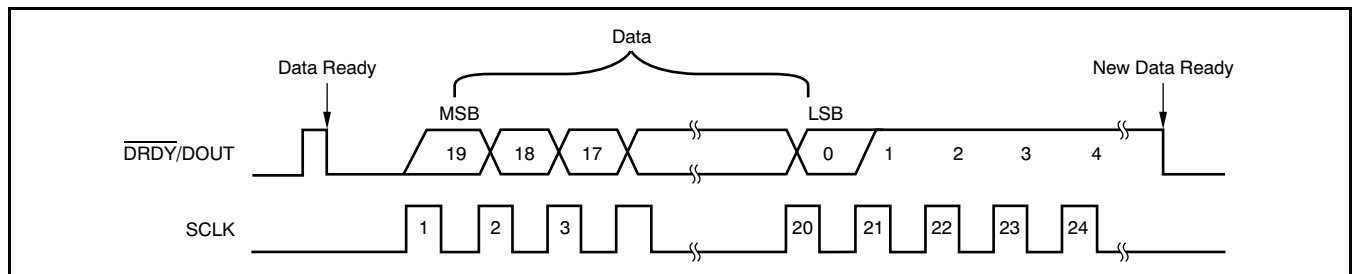 Data
Data Ready
New Data Ready
MSB
LSB
DRDY/DOUT
19
18
17
0
1
2
3
4
SCLK
1
2
3
20
21
22
23
24